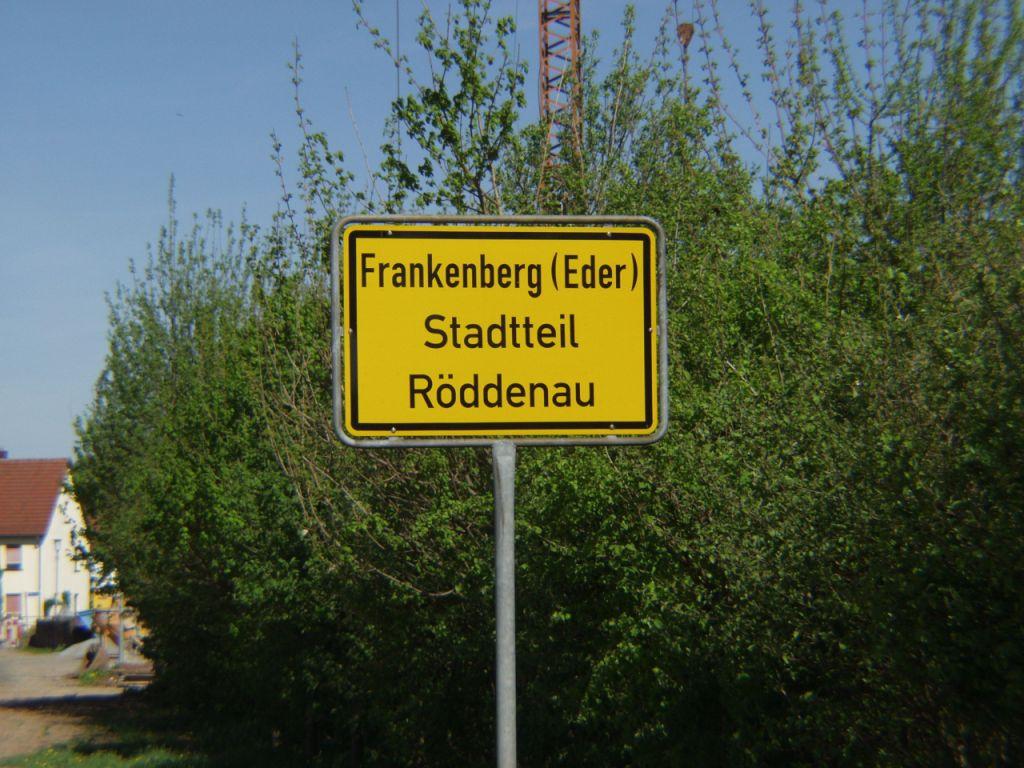 Frankenberg (Eder)
Stadtteil
Röddenau